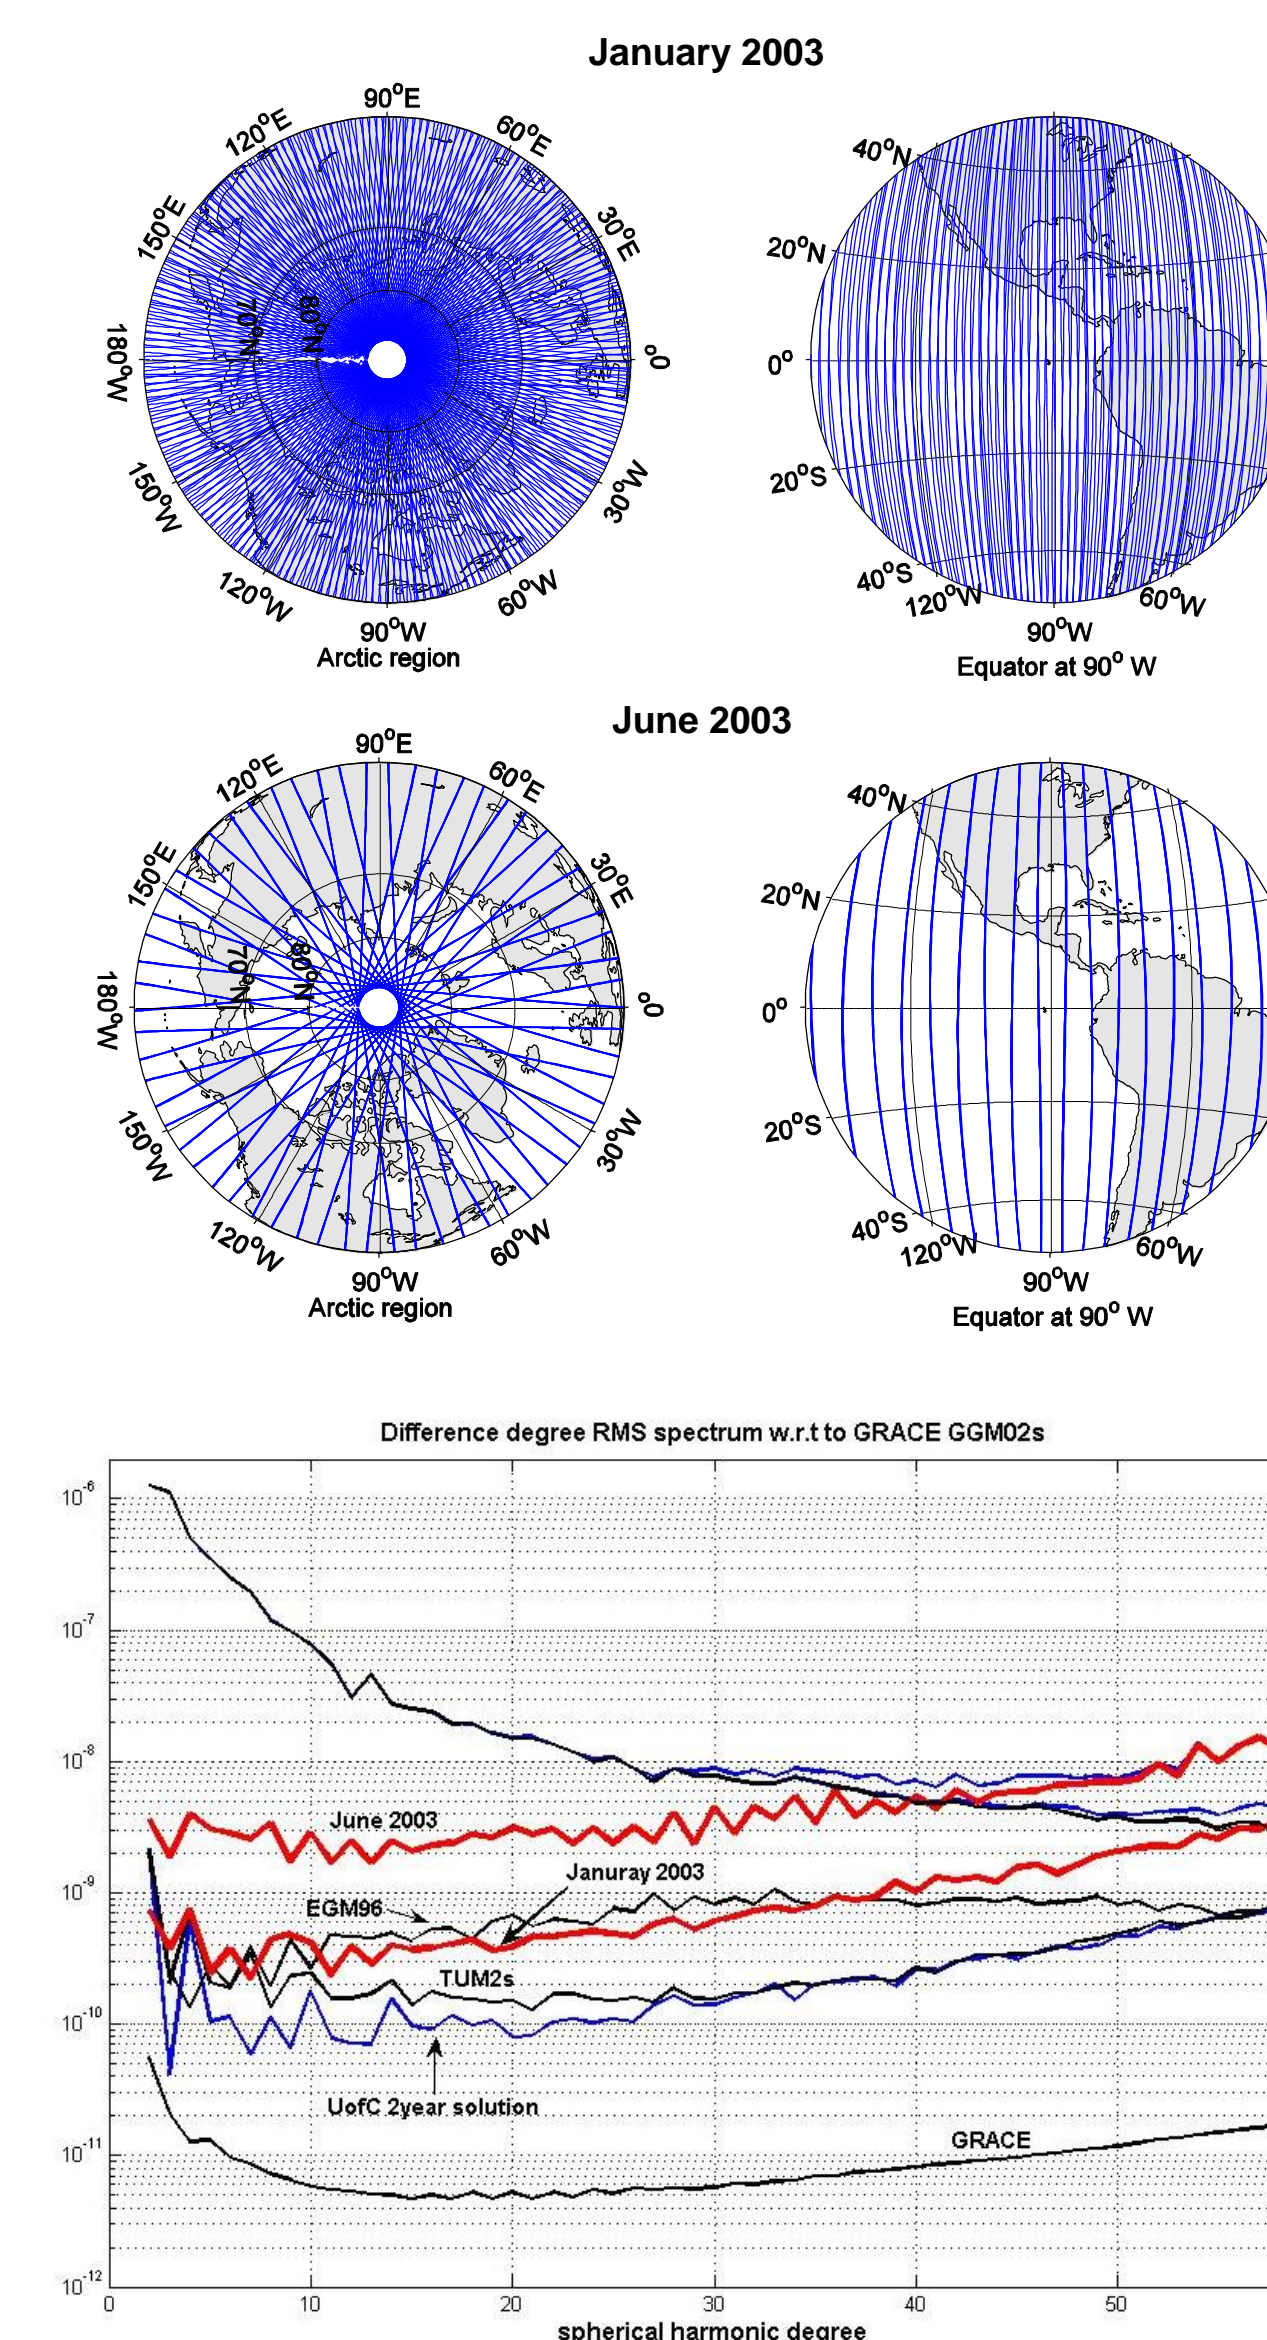 January 2003
90°E
120°E
60°E
150°E
30°E
70°N
80°N
180°W
0°
150°W
30°W
120°W
60°W
90°W
Arctic region
40°N
20°N
0°
20°S
40°S
120°W
60°W
90°W
Equator at 90° W
June 2003
90°E
120°E
60°E
150°E
30°E
70°N
80°N
180°W
0°
150°W
30°W
120°W
60°W
90°W
Arctic region
40°N
20°N
0°
20°S
40°S
120°W
60°W
90°W
Equator at 90° W
Difference degree RMS spectrum w.r.t to GRACE GGM02s
10^-6
10^-7
10^-8
June 2003
Januray 2003
10^-9
EGM96
TUM2s
10^-10
UofC 2year solution
GRACE
10^-11
10^-12
0 10 20 30 40 50
spherical harmonic degree